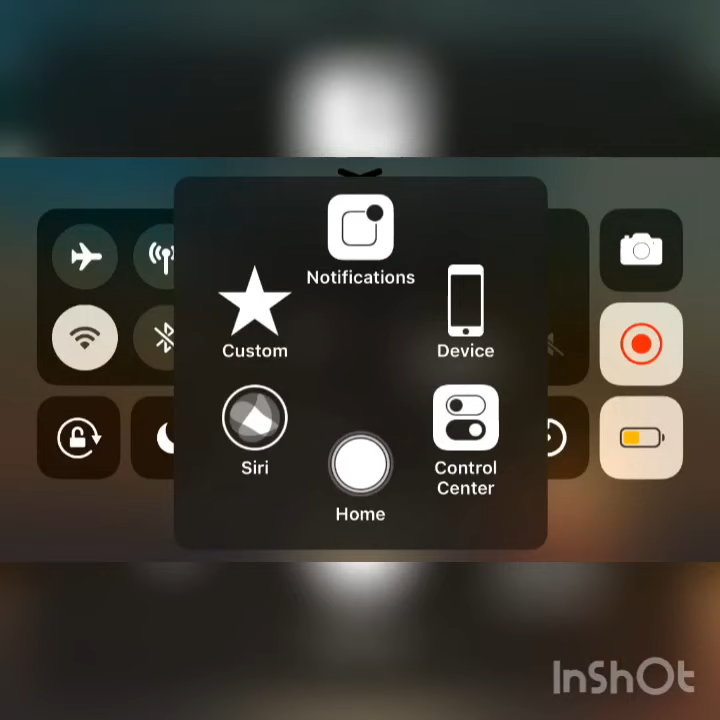 Notifications
Custom
Device
Siri
Control
Center
Home
InShOt